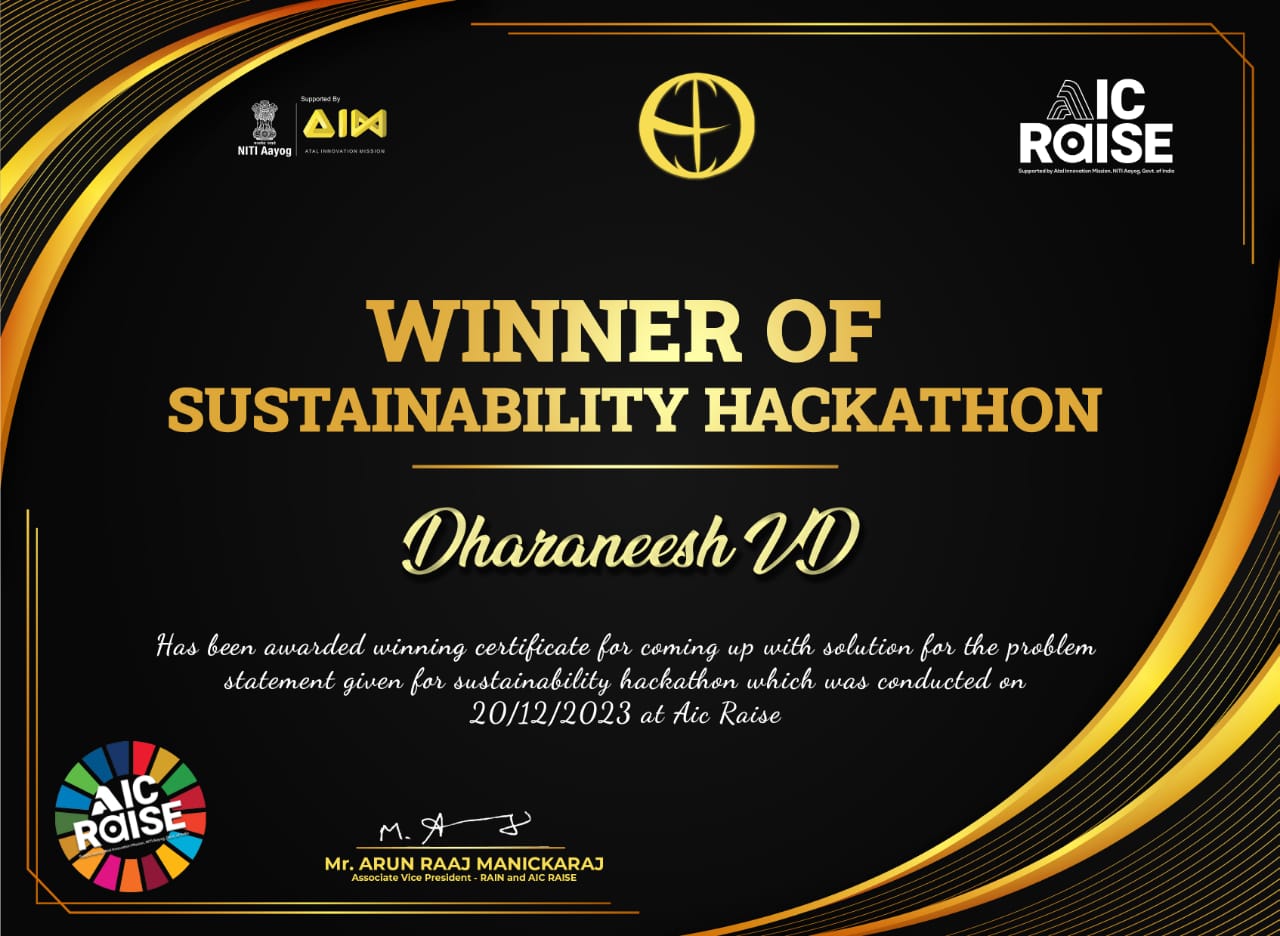 Supported By
AIM
NITI Aayog
ATAL INNOVATION MISSION
AIC
RAISE
Supported by Atal Innovation Mission, NITI Aayog, Govt. of India
WINNER OF
SUSTAINABILITY HACKATHON
Dharaneesh VD
Has been awarded winning certificate for coming up with solution for the problem
statement given for sustainability hackathon which was conducted on
20/12/2023 at Aic Raise
AIC
RAISE
M. A
Mr. ARUN RAAJ MANICKARAJ
Associate Vice President - RAIN and AIC RAISE